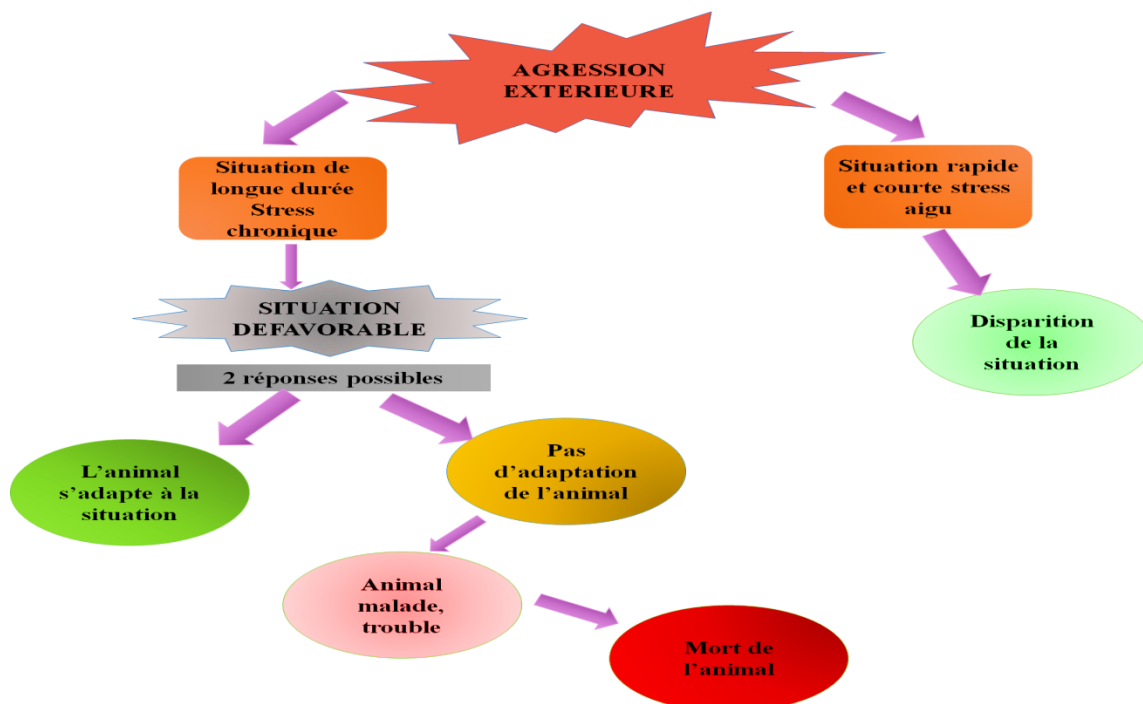 AGRESSION
EXTERIEURE
Situation de
longue durée
Stress
chronique
Situation rapide
et courte stress
aigu
SITUATION
DEFAVORABLE
Disparition
de la
situation
2 réponses possibles
L’animal
s’adapte à la
situation
Pas
d’adaptation
de l’animal
Animal
malade,
trouble
Mort de
l’animal